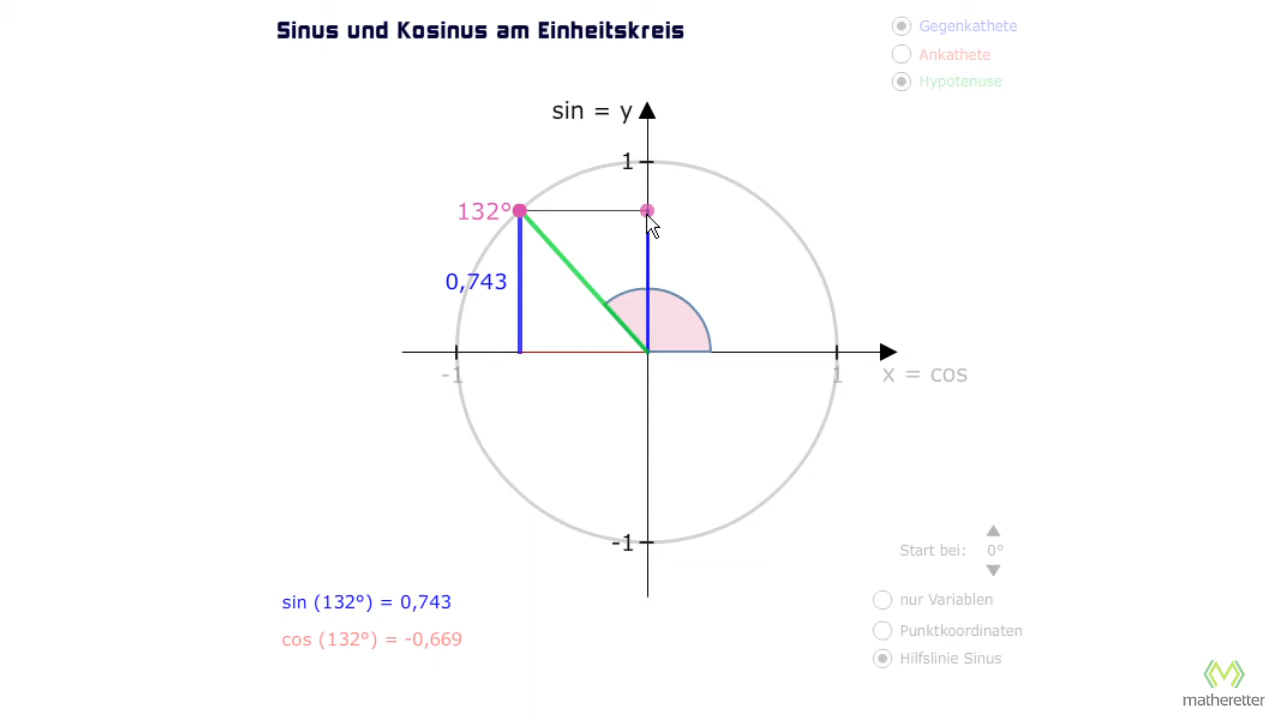 Sinus und Kosinus am Einheitskreis
Gegenkathete
Ankathete
Hypotenuse
sin = y
1
132°
0,743
-1
1
x = cos
-1
Start bei: 0°
sin (132°) = 0,743
nur Variablen
Punktkoordinaten
cos (132°) = -0,669
Hilfslinie Sinus
matheretter